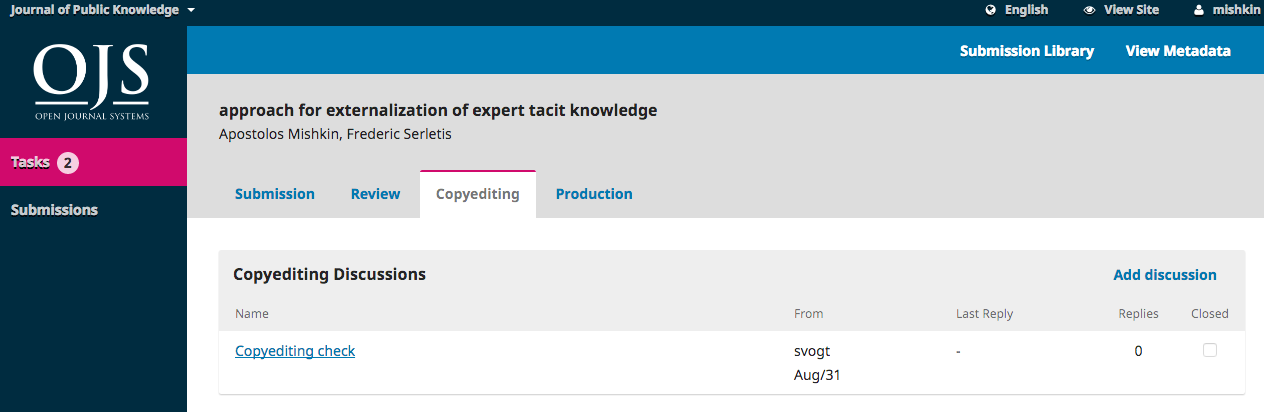 Journal of Public Knowledge
English View Site mishkin
OJS
OPEN JOURNAL SYSTEMS
Submission Library View Metadata
Tasks 2
Submissions
approach for externalization of expert tacit knowledge
Apostolos Mishkin, Frederic Serletis
Submission Review Copyediting Production
Copyediting Discussions Add discussion
Name From Last Reply Replies Closed
Copyediting check svogt - 0
Aug/31